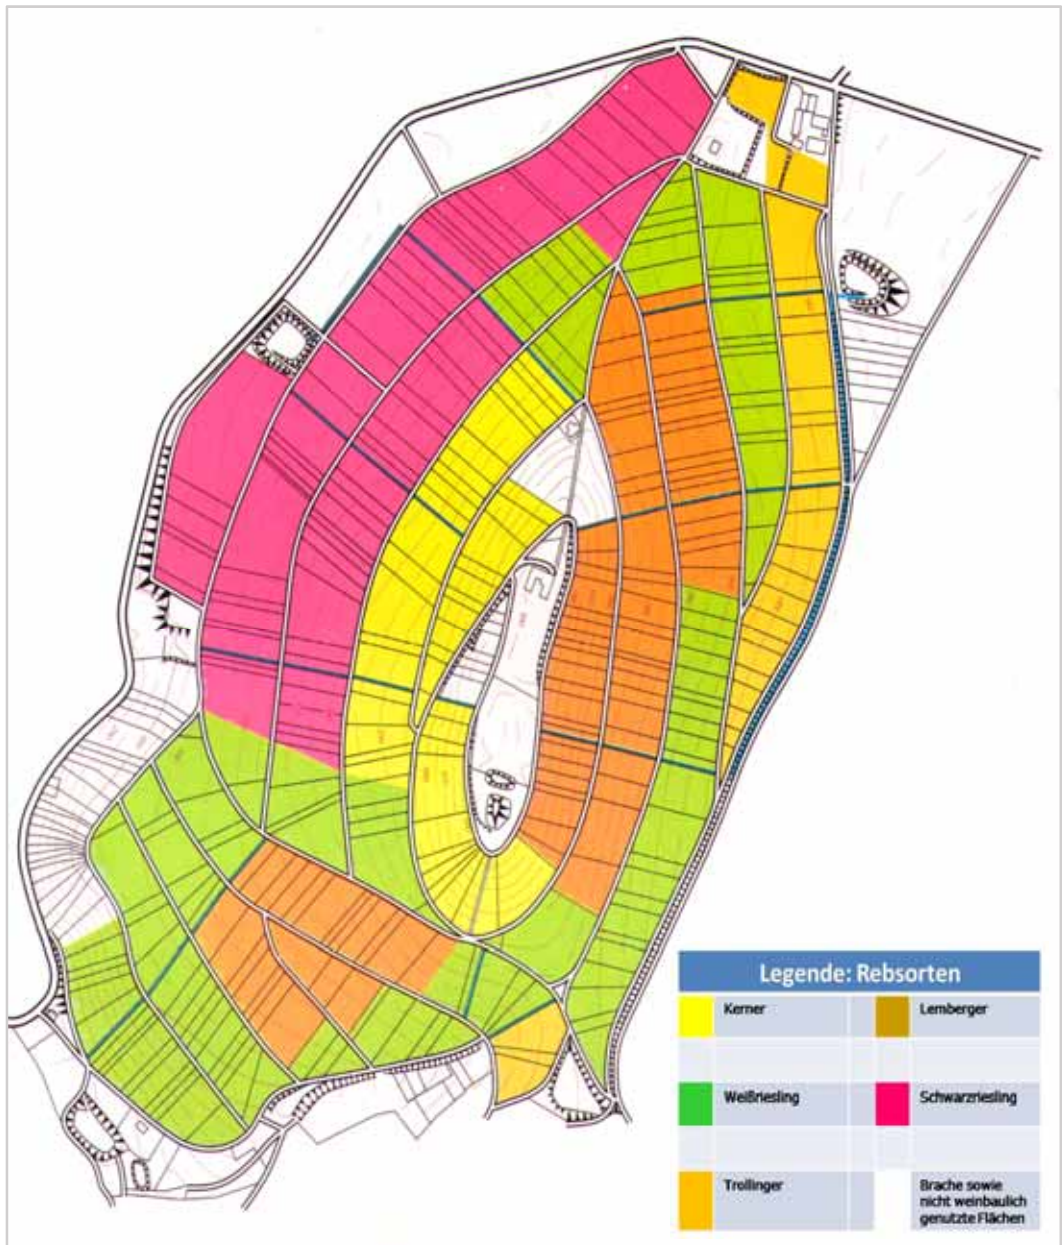 Legende: Rebsorten
Kerner
Lemberger
Weißriesling
Schwarzriesling
Trollinger
Brache sowie
nicht weinbaulich
genutzte Flächen